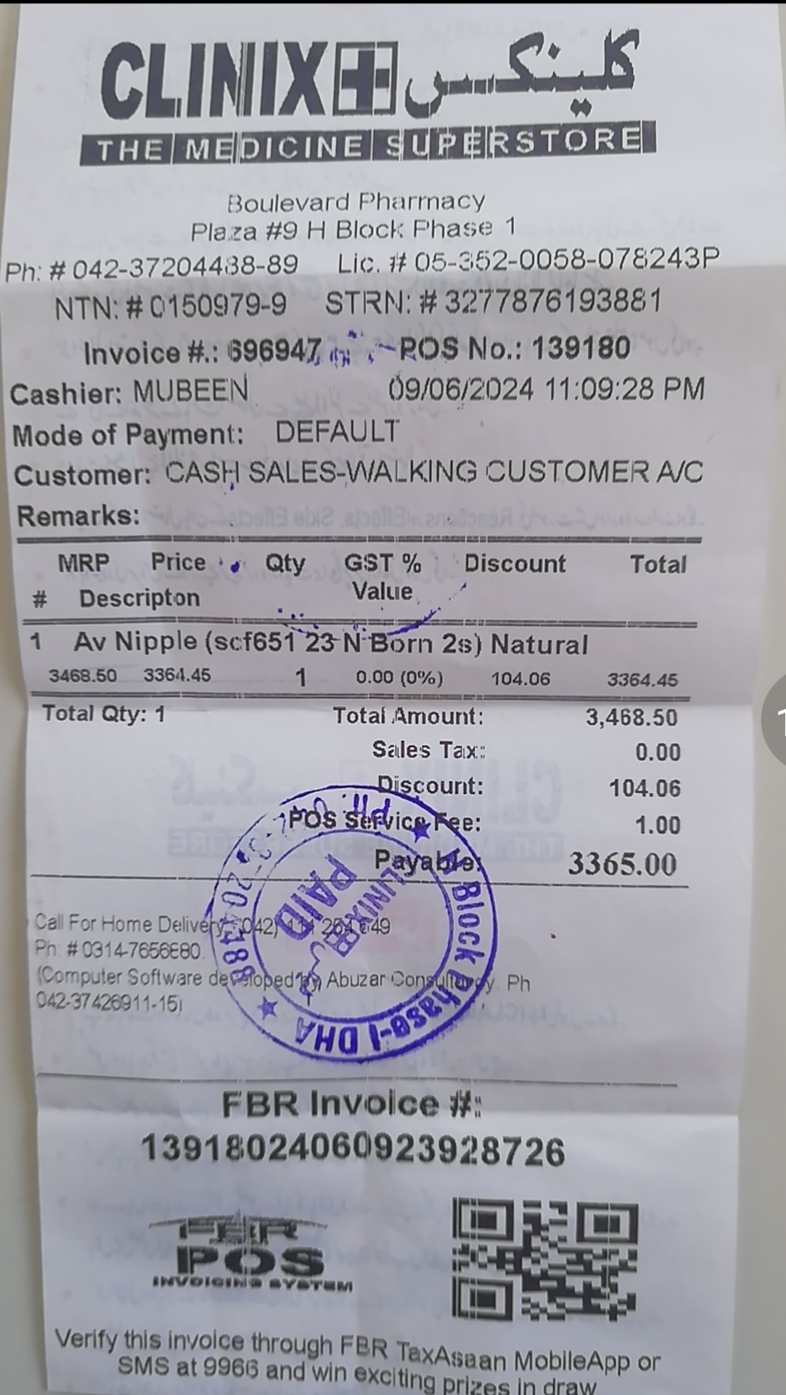 CLINIX کلینکس
THE MEDICINE SUPERSTORE
Boulevard Pharmacy
Plaza #9 H Block Phase 1
Ph: # 042-37204438-89 Lic. # 05-352-0058-078243P
NTN: # 0150979-9 STRN: # 3277876193881
Invoice #.: 696947 POS No.: 139180
Cashier: MUBEEN 09/06/2024 11:09:28 PM
Mode of Payment: DEFAULT
Customer: CASH SALES-WALKING CUSTOMER A/C
Remarks:
MRP Price Qty GST % Discount Total
# Descripton Value
1 Av Nipple (scf651 23 N Born 2s) Natural
3468.50 3364.45 1 0.00 (0%) 104.06 3364.45
Total Qty: 1 Total Amount: 3,468.50
Sales Tax: 0.00
Discount: 104.06
POS Service Fee: 1.00
Payable: 3365.00
Call For Home Delivery
Ph: # 0314-7656680
(Computer Software developed by Abuzar Consultancy Ph
042-37426911-15)
CLINIX
PAID
H Block Phase-I DHA
FBR Invoice #:
13918024060923928726
FBR
POS
INVOICING SYSTEM
Verify this invoice through FBR TaxAsaan MobileApp or
SMS at 9966 and win exciting prizes in draw